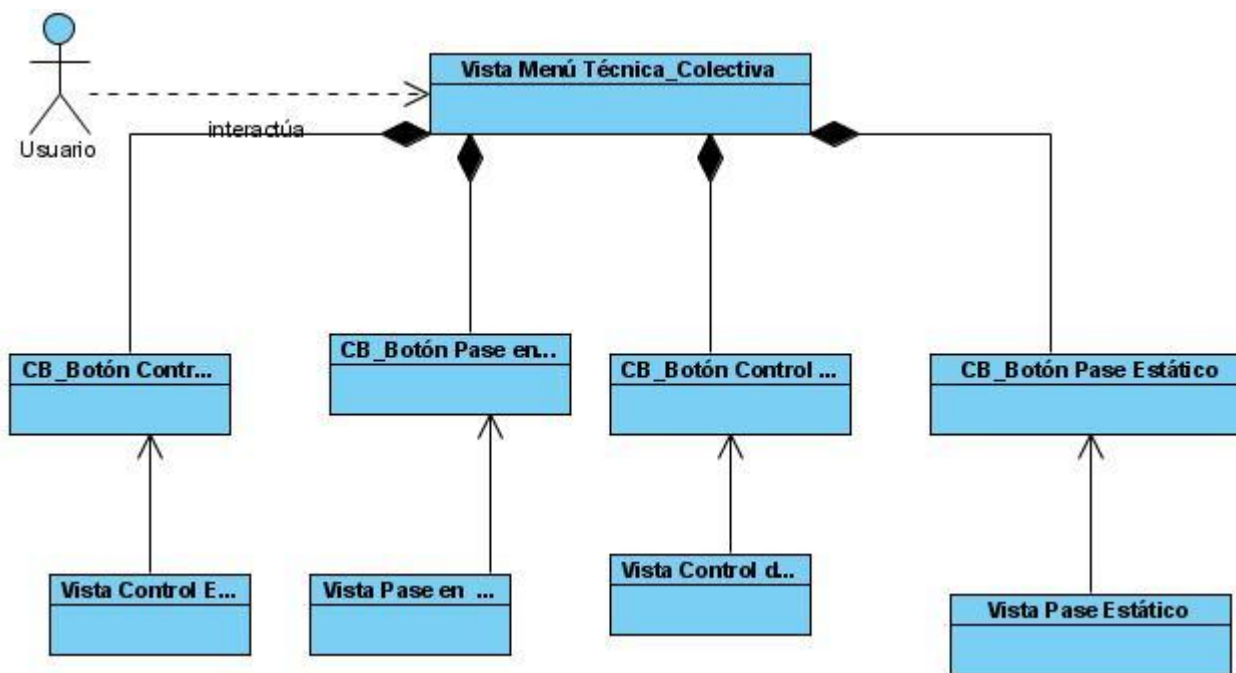 Vista Menú Técnica_Colectiva
interactúa
Usuario
CB_Botón Contr...
CB_Botón Pase en...
CB_Botón Control ...
CB_Botón Pase Estático
Vista Control E...
Vista Pase en ...
Vista Control d...
Vista Pase Estático